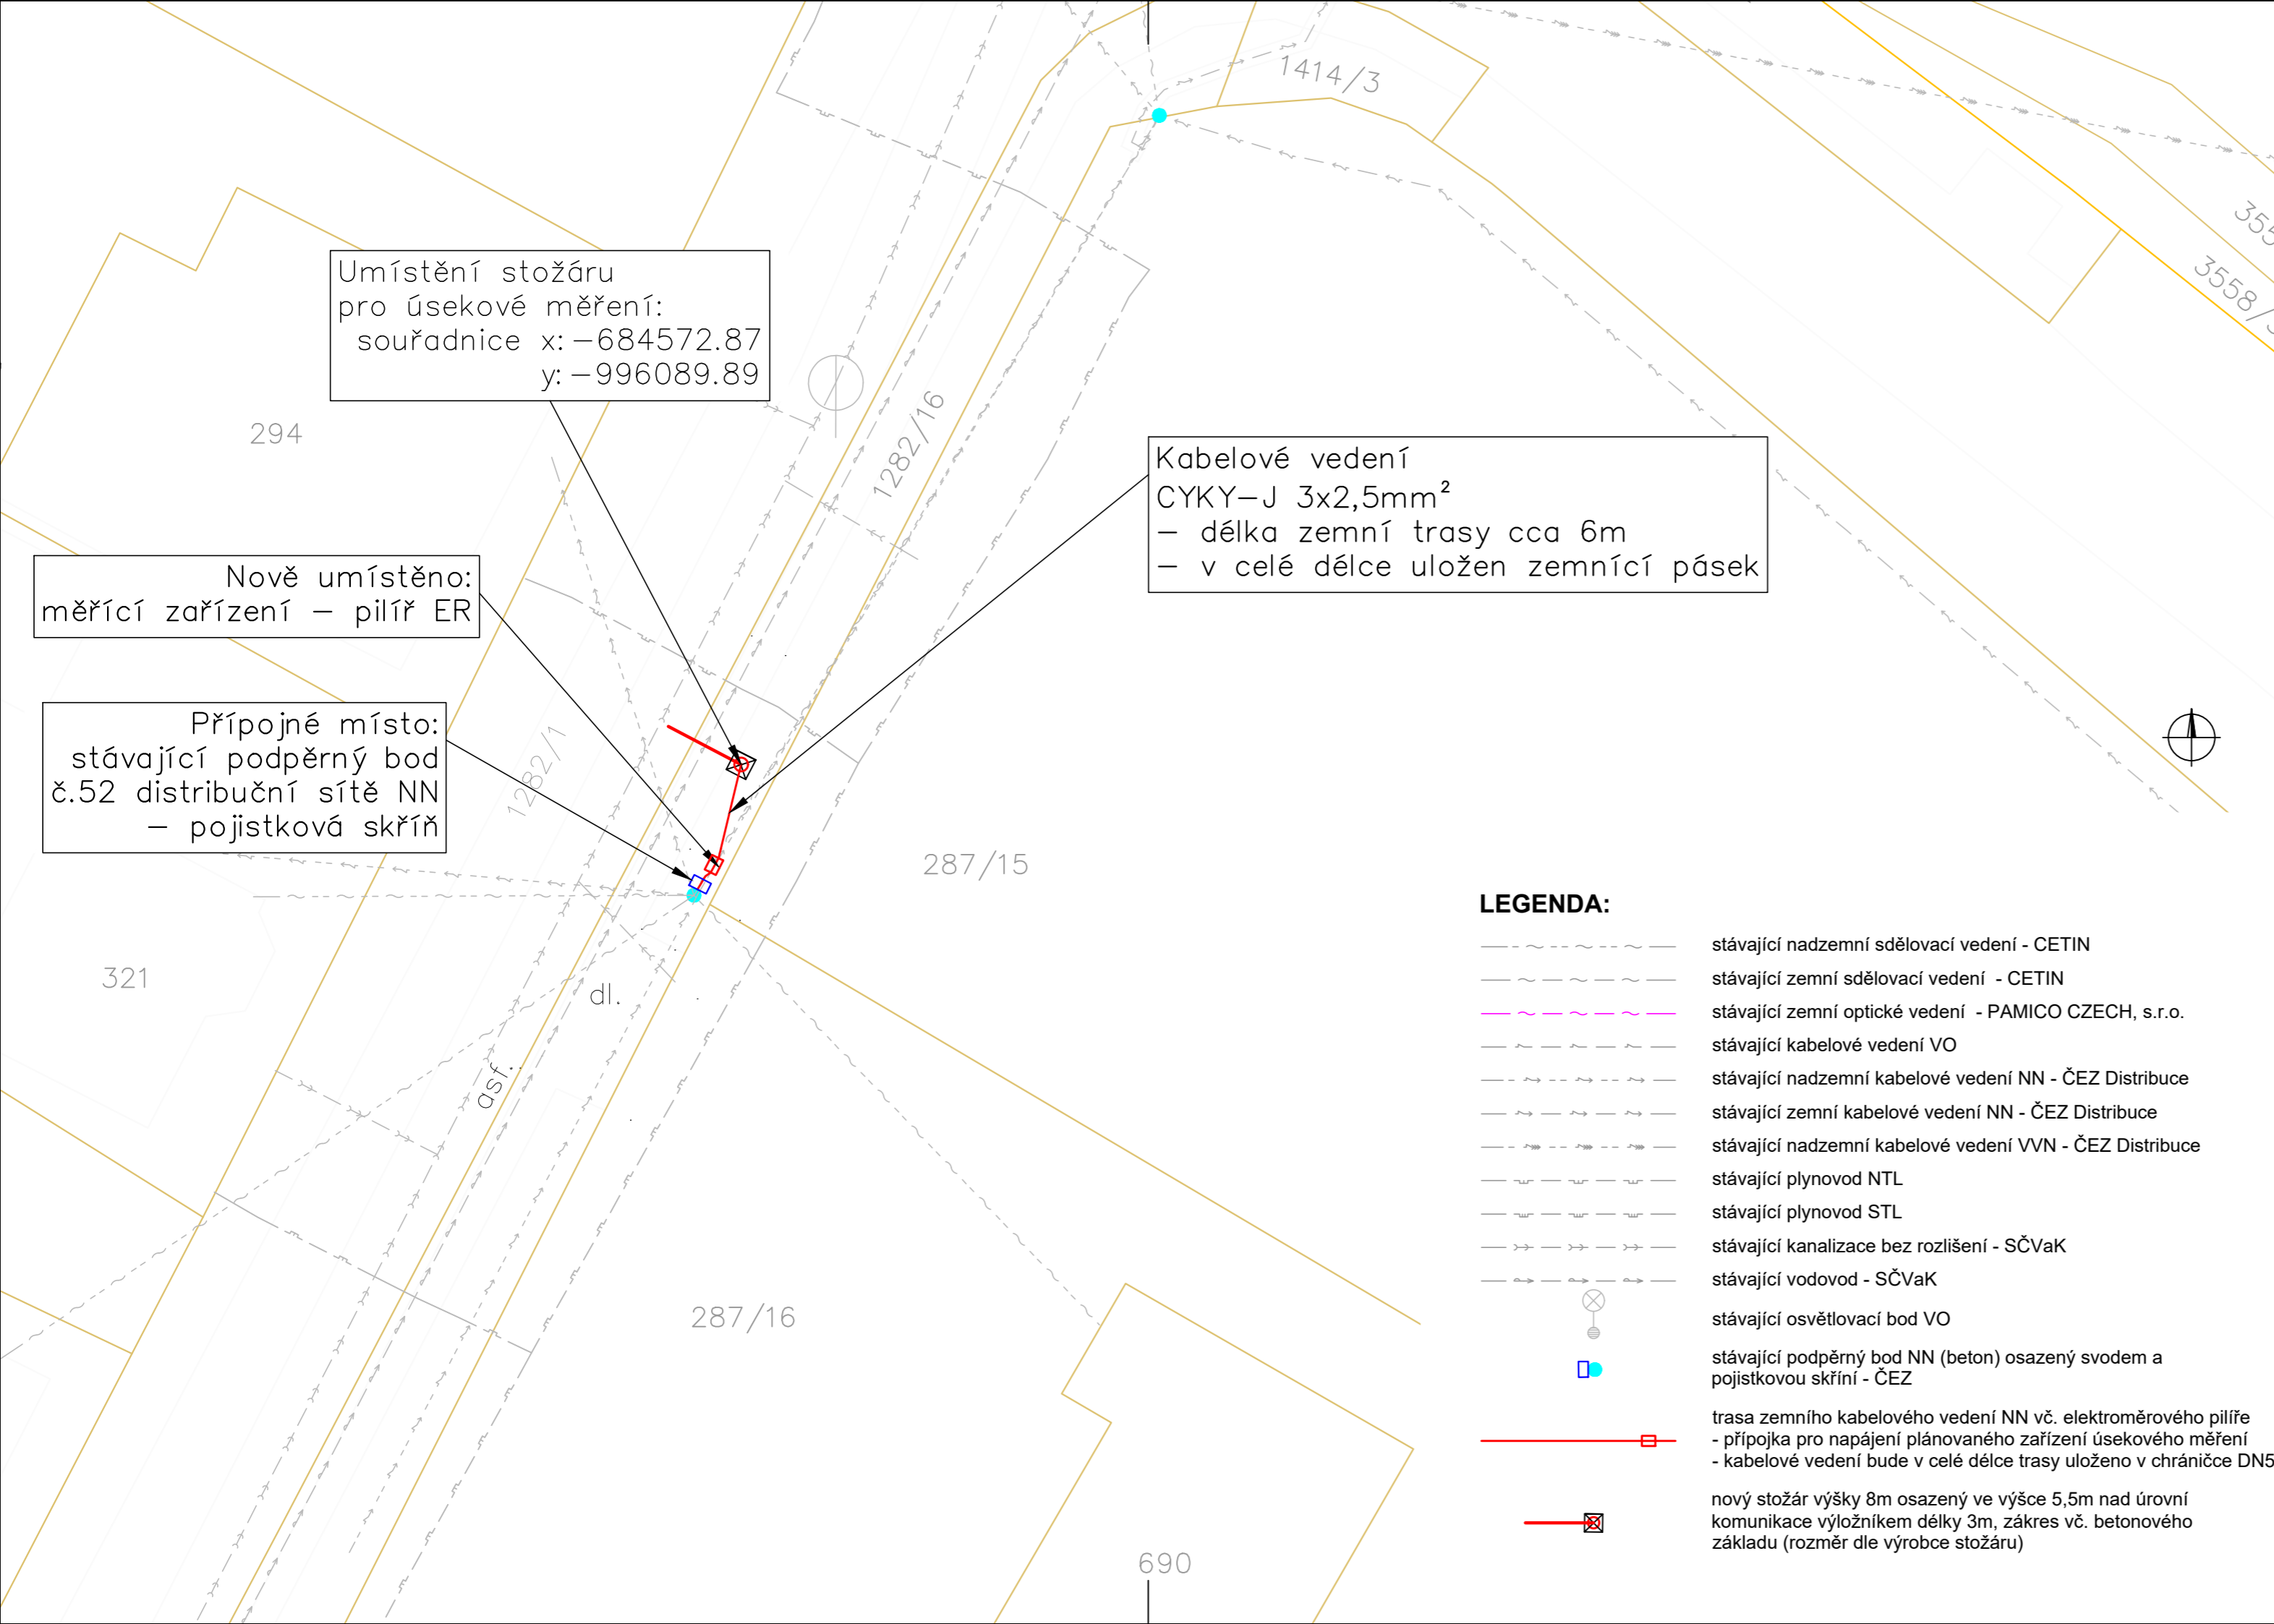 1414/3
3558/3
Umístění stožáru
pro úsekové měření:
souřadnice x: −684572.87
y: −996089.89
294
1282/16
Kabelové vedení
CYKY−J 3x2,5mm²
− délka zemní trasy cca 6m
− v celé délce uložen zemnící pásek
Nově umístěno:
měřící zařízení − pilíř ER
Přípojné místo:
stávající podpěrný bod
č.52 distribuční sítě NN
− pojistková skříň
1282/1
287/15
321
dl.
asf.
287/16
690
LEGENDA:
stávající nadzemní sdělovací vedení - CETIN
stávající zemní sdělovací vedení - CETIN
stávající zemní optické vedení - PAMICO CZECH, s.r.o.
stávající kabelové vedení VO
stávající nadzemní kabelové vedení NN - ČEZ Distribuce
stávající zemní kabelové vedení NN - ČEZ Distribuce
stávající nadzemní kabelové vedení VVN - ČEZ Distribuce
stávající plynovod NTL
stávající plynovod STL
stávající kanalizace bez rozlišení - SČVaK
stávající vodovod - SČVaK
stávající osvětlovací bod VO
stávající podpěrný bod NN (beton) osazený svodem a
pojistkovou skříní - ČEZ
trasa zemního kabelového vedení NN vč. elektroměrového pilíře
- přípojka pro napájení plánovaného zařízení úsekového měření
- kabelové vedení bude v celé délce trasy uloženo v chráničce DN5
nový stožár výšky 8m osazený ve výšce 5,5m nad úrovní
komunikace výložníkem délky 3m, zákres vč. betonového
základu (rozměr dle výrobce stožáru)